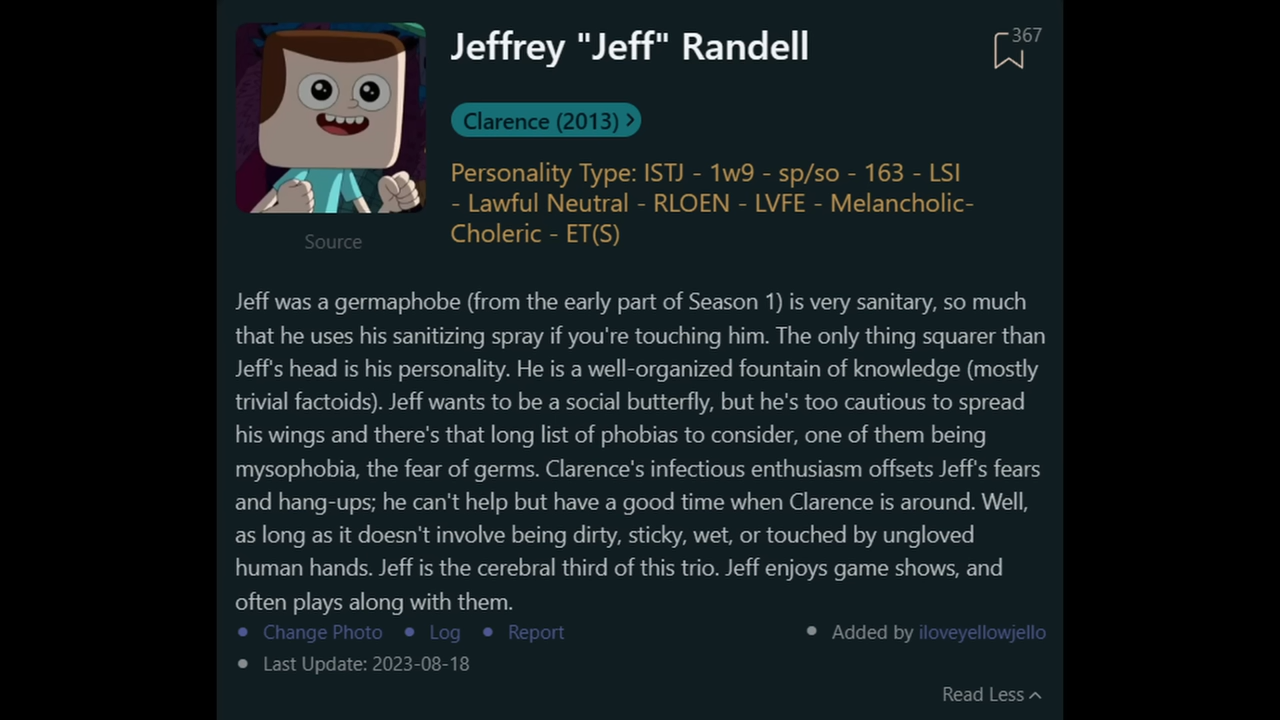 Jeffrey "Jeff" Randell
367
Clarence (2013) >
Personality Type: ISTJ - 1w9 - sp/so - 163 - LSI
- Lawful Neutral - RLOEN - LVFE - Melancholic-
Choleric - ET(S)
Source
Jeff was a germaphobe (from the early part of Season 1) is very sanitary, so much
that he uses his sanitizing spray if you're touching him. The only thing squarer than
Jeff's head is his personality. He is a well-organized fountain of knowledge (mostly
trivial factoids). Jeff wants to be a social butterfly, but he's too cautious to spread
his wings and there's that long list of phobias to consider, one of them being
mysophobia, the fear of germs. Clarence's infectious enthusiasm offsets Jeff's fears
and hang-ups; he can't help but have a good time when Clarence is around. Well,
as long as it doesn't involve being dirty, sticky, wet, or touched by ungloved
human hands. Jeff is the cerebral third of this trio. Jeff enjoys game shows, and
often plays along with them.
• Change Photo • Log • Report • Added by iloveyellowjello
• Last Update: 2023-08-18
Read Less